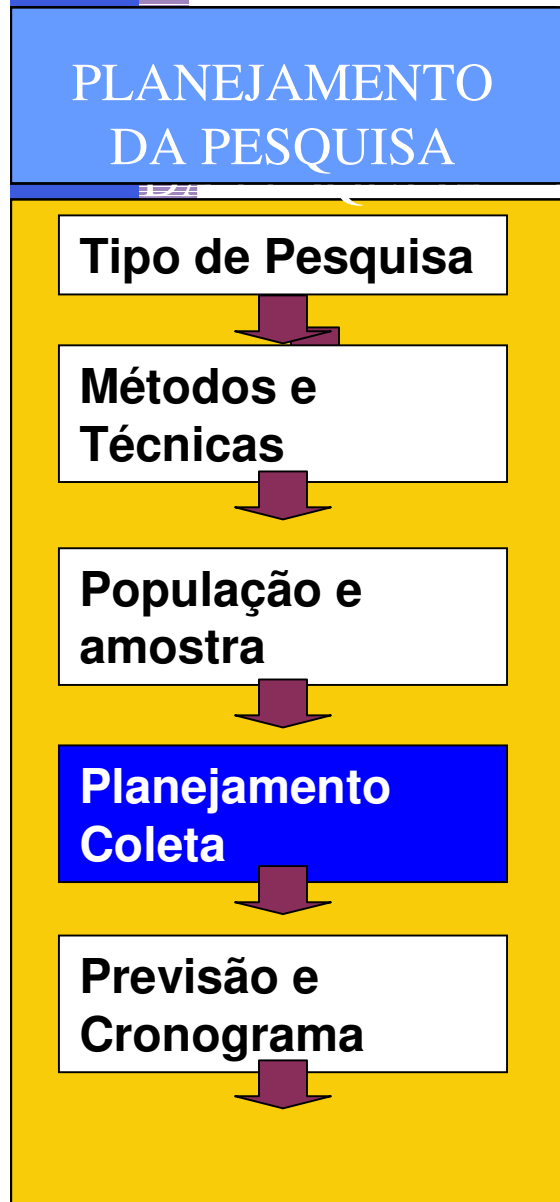 PLANEJAMENTO
DA PESQUISA
Tipo de Pesquisa
Métodos e
Técnicas
População e
amostra
Planejamento
Coleta
Previsão e
Cronograma